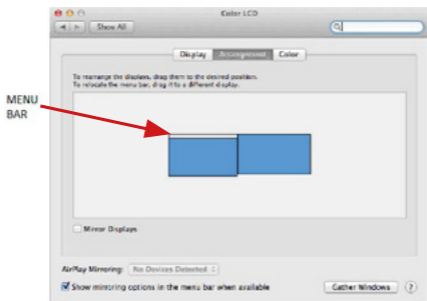 Color LCD
Show All
Display Arrangement Color
To rearrange the displays, drag them to the desired position.
To relocate the menu bar, drag it to a different display.
MENU
BAR
Mirror Displays
AirPlay Mirroring: No Devices Detected
Show mirroring options in the menu bar when available
Gather Windows ?